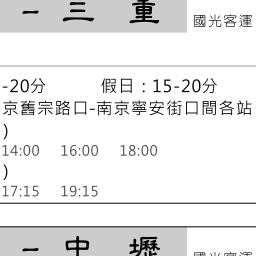 一 三 重 國光客運
-20分 假日：15-20分
京舊宗路口-南京寧安街口間各站
)
14:00 16:00 18:00
)
17:15 19:15
一 中 壢 國光客運